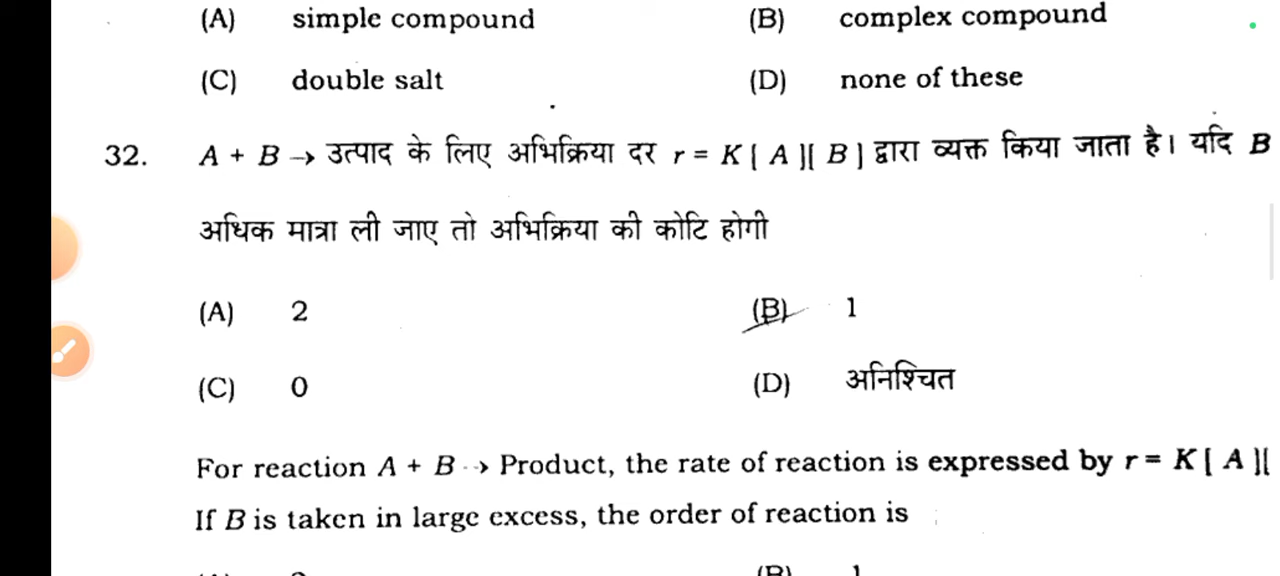 (A) simple compound (B) complex compound
(C) double salt (D) none of these
32. A + B → उत्पाद के लिए अभिक्रिया दर r = K [ A ][ B ] द्वारा व्यक्त किया जाता है। यदि B
अधिक मात्रा ली जाए तो अभिक्रिया की कोटि होगी
(A) 2 (B) 1
(C) 0 (D) अनिश्चित
For reaction A + B → Product, the rate of reaction is expressed by r = K [ A ][
If B is taken in large excess, the order of reaction is
(B) 1